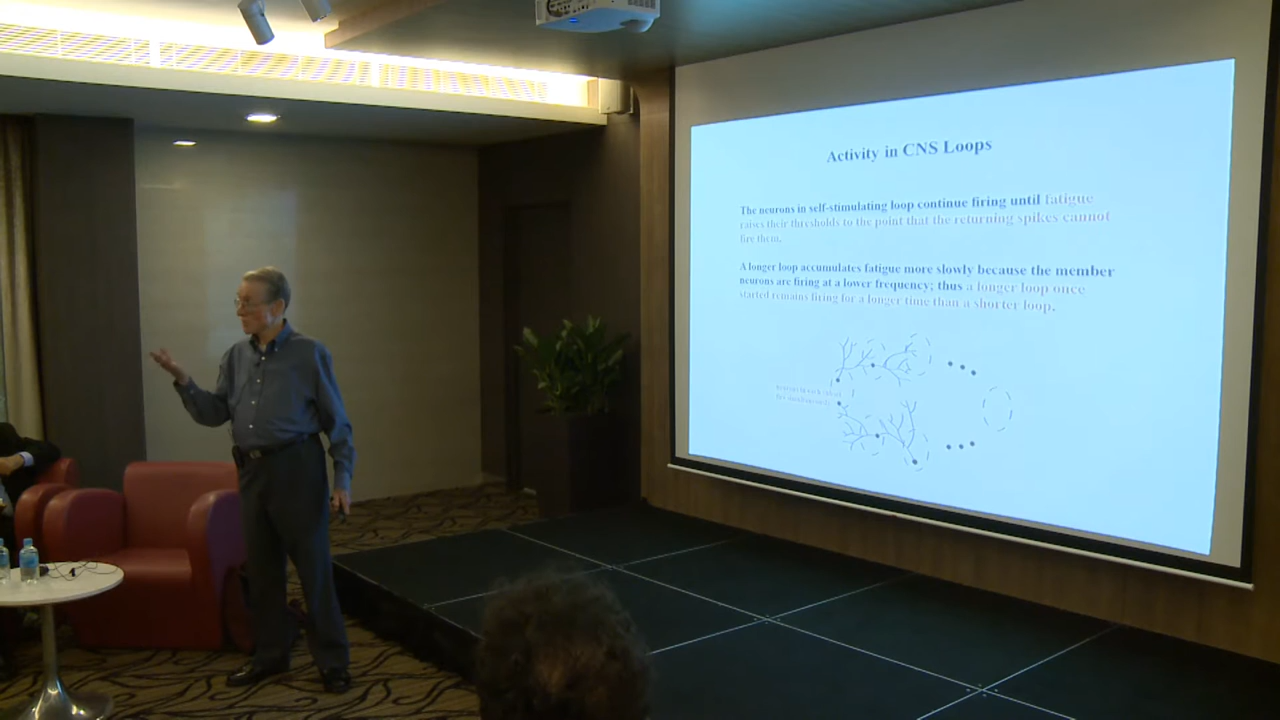 Activity in CNS Loops
The neurons in self-stimulating loop continue firing until fatigue
raises their thresholds to the point that the returning spikes cannot
fire them.
A longer loop accumulates fatigue more slowly because the member
neurons are firing at a lower frequency; thus a longer loop once
started remains firing for a longer time than a shorter loop.